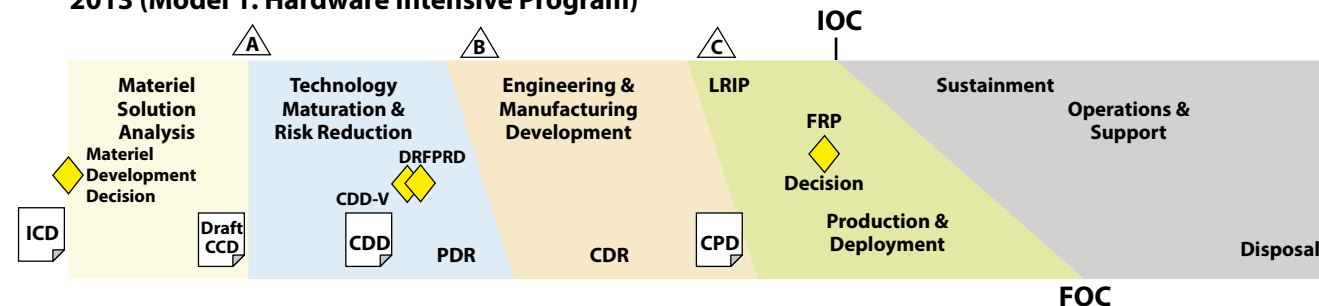 2013 (Model 1: Hardware Intensive Program)
IOC
A
B
C
Materiel
Solution
Analysis
Technology
Maturation &
Risk Reduction
Engineering &
Manufacturing
Development
LRIP
Sustainment
Operations &
Support
FRP
Decision
Materiel
Development
Decision
DRFPRD
CDD-V
ICD
Draft
CCD
CDD
PDR
CDR
CPD
Production &
Deployment
Disposal
FOC